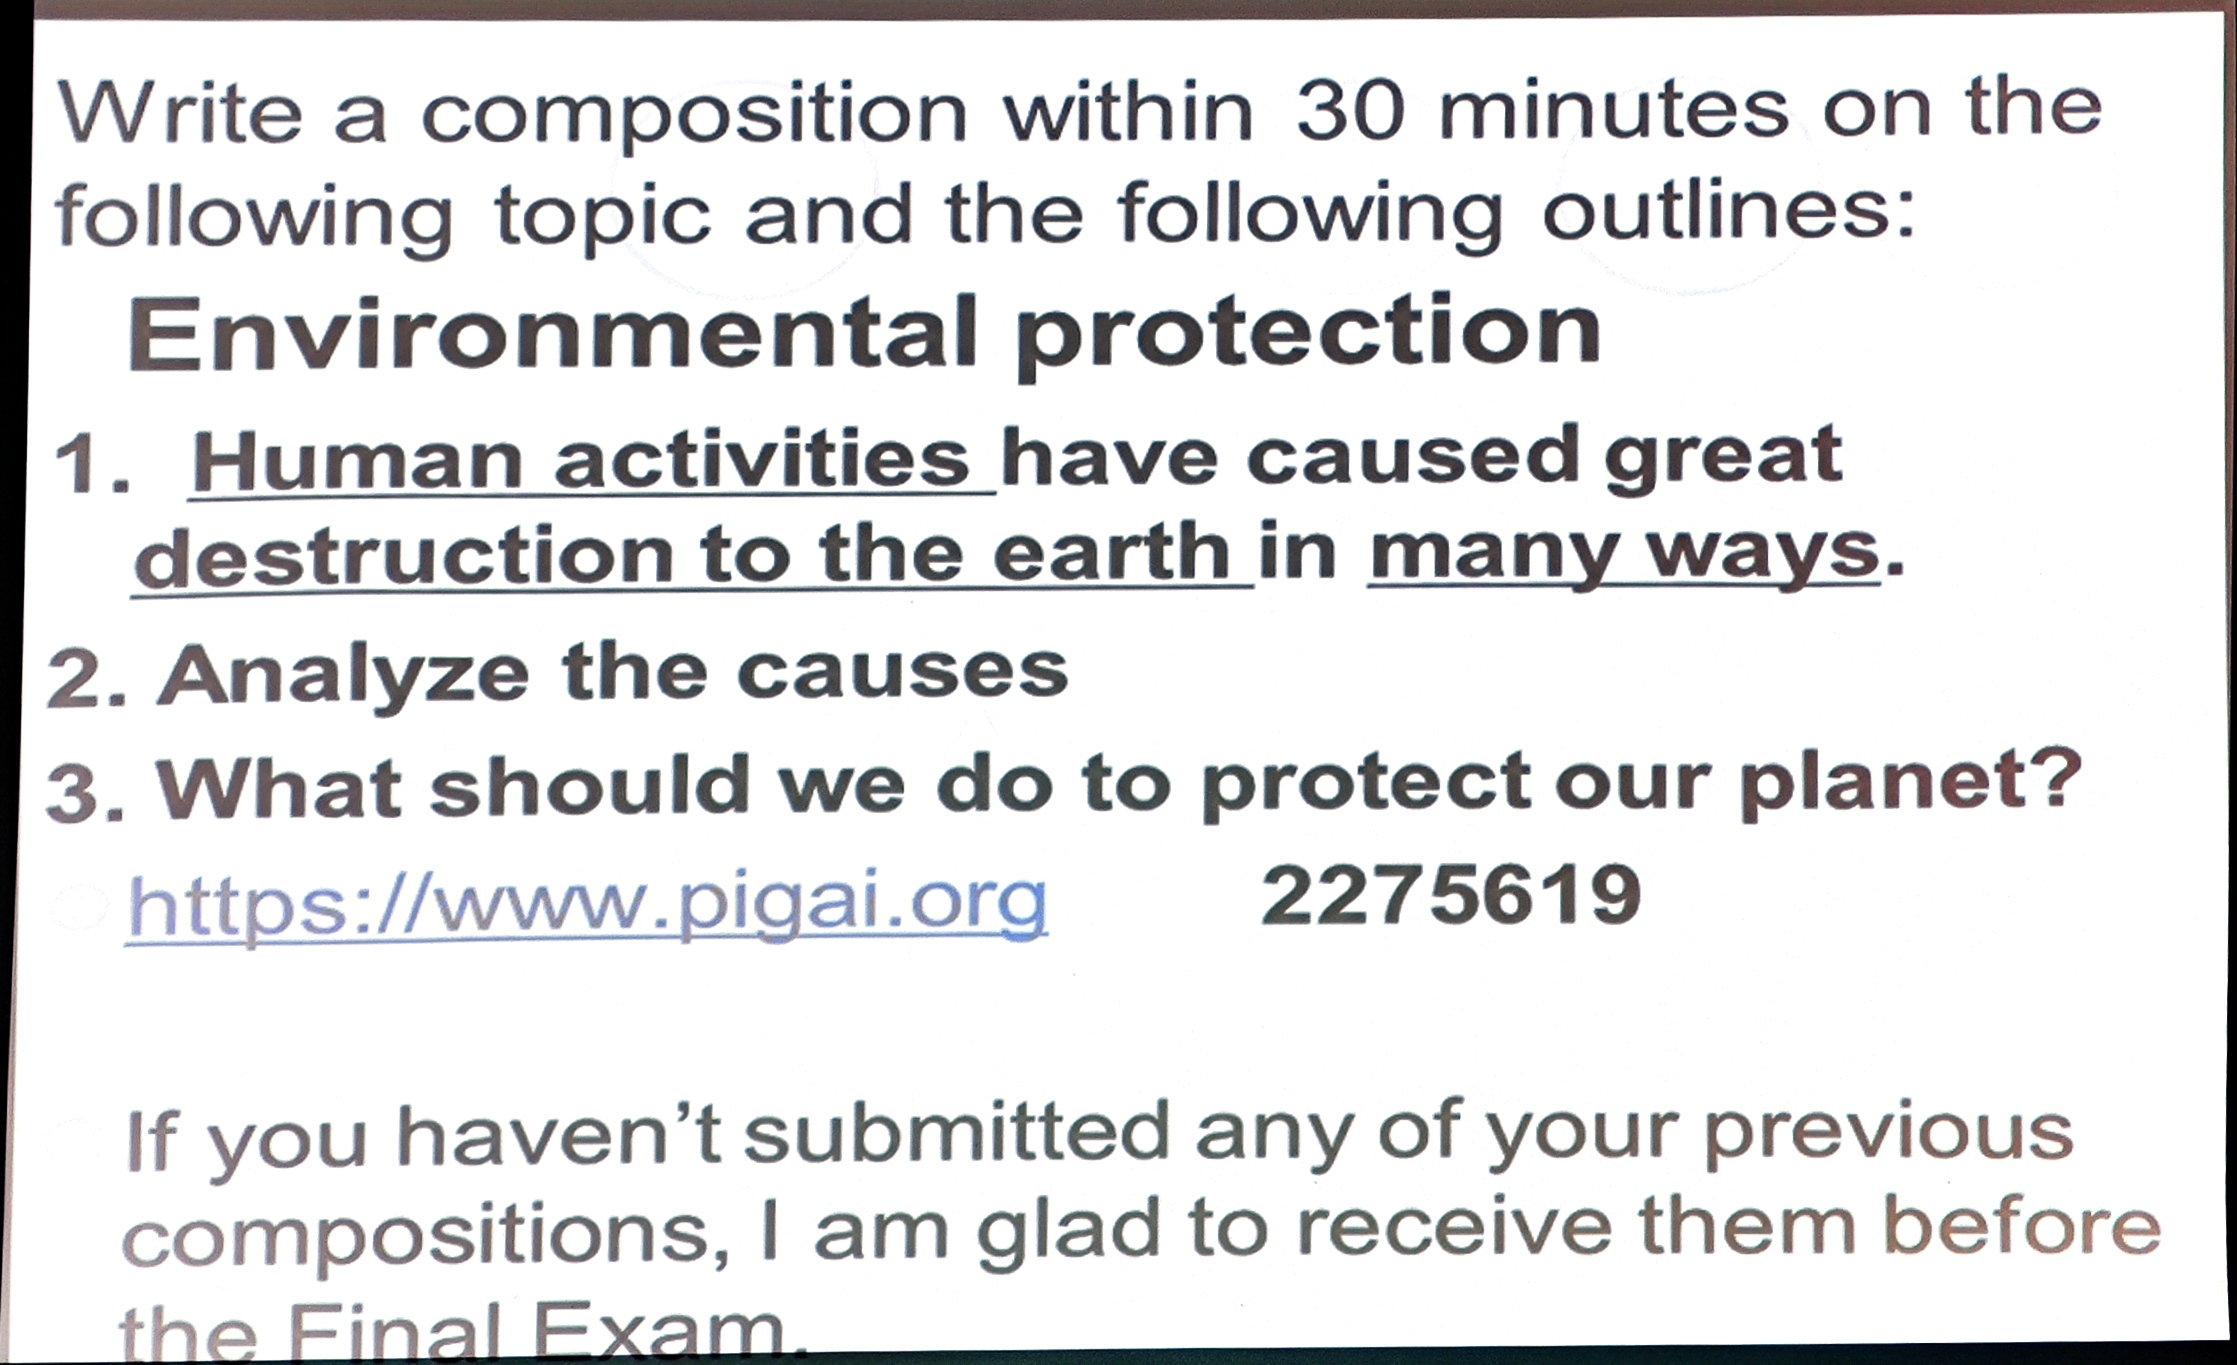 Write a composition within 30 minutes on the
following topic and the following outlines:
Environmental protection
1. Human activities have caused great
destruction to the earth in many ways.
2. Analyze the causes
3. What should we do to protect our planet?
https://www.pigai.org 2275619
If you haven’t submitted any of your previous
compositions, I am glad to receive them before
the Final Exam.